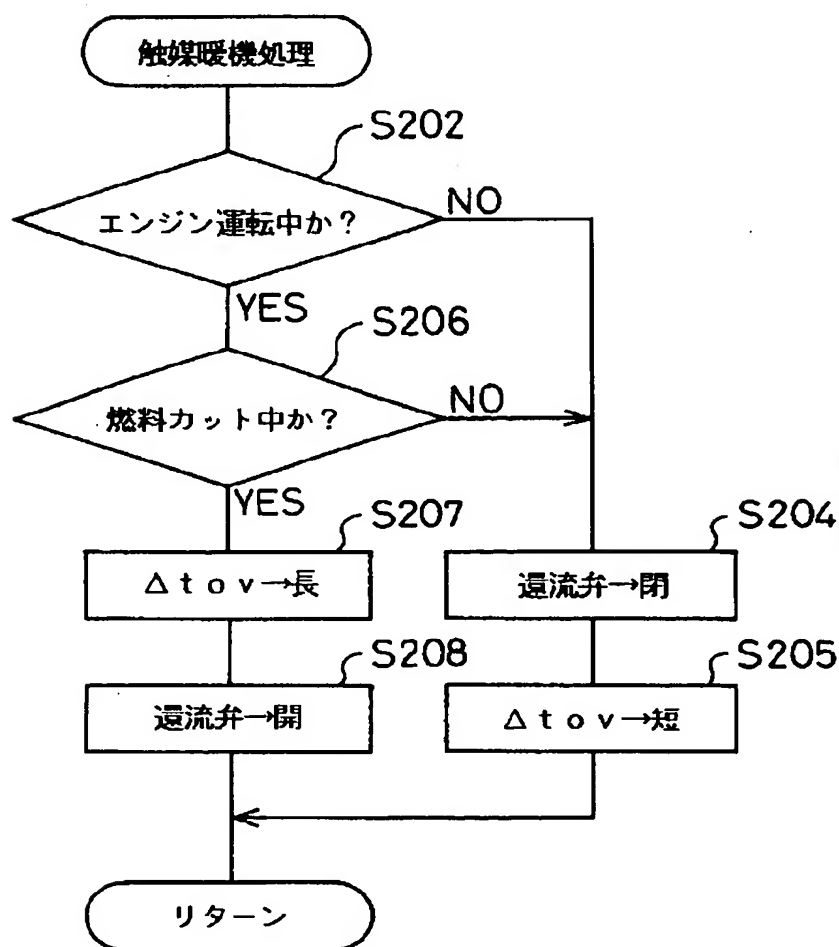 触媒暖機処理
S202
エンジン運転中か？
NO
YES
S206
燃料カット中か？
NO
YES
S207
Δtov→長
S204
還流弁→閉
S208
還流弁→開
S205
Δtov→短
リターン